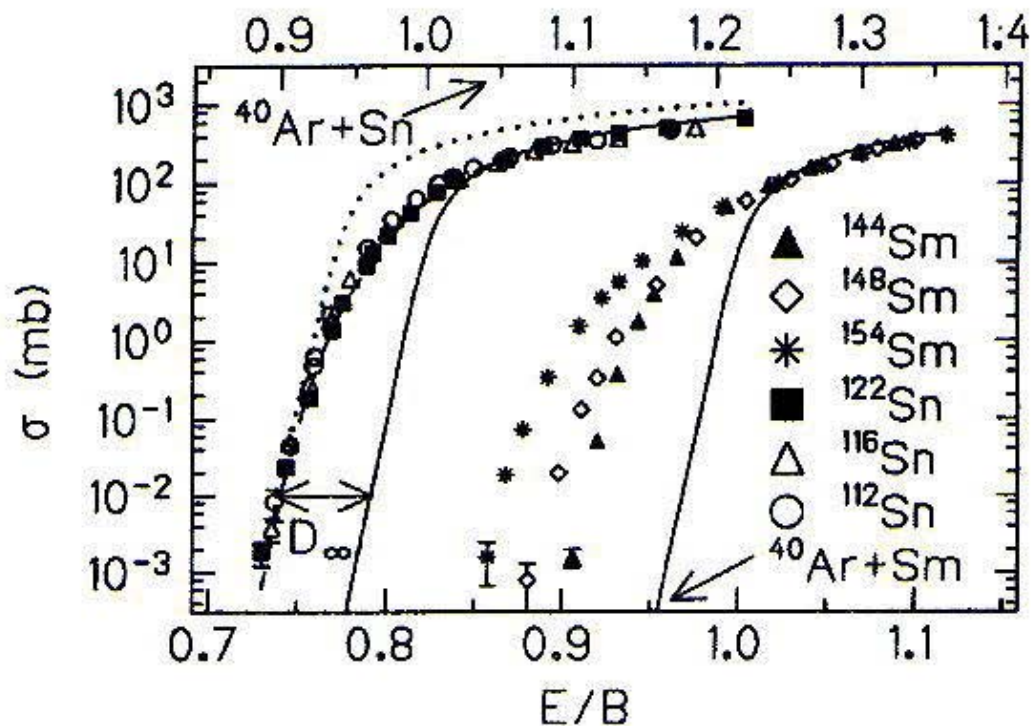 0.9 1.0 1.1 1.2 1.3 1.4
⁴⁰Ar+Sn
10³
10²
10¹
10⁰
10⁻¹
10⁻²
10⁻³
σ (mb)
D∞
¹⁴⁴Sm
¹⁴⁸Sm
¹⁵⁴Sm
¹²²Sn
¹¹⁶Sn
¹¹²Sn
⁴⁰Ar+Sm
0.7 0.8 0.9 1.0 1.1
E/B